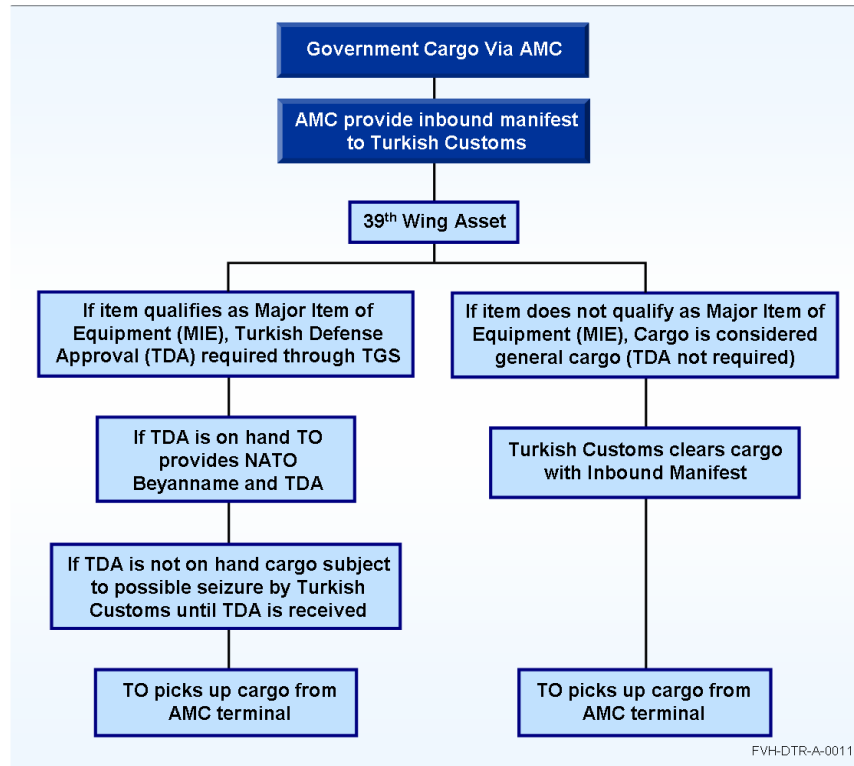 Government Cargo Via AMC
AMC provide inbound manifest
to Turkish Customs
39th Wing Asset
If item qualifies as Major Item of
Equipment (MIE), Turkish Defense
Approval (TDA) required through TGS
If TDA is on hand TO
provides NATO
Beyanname and TDA
If TDA is not on hand cargo subject
to possible seizure by Turkish
Customs until TDA is received
TO picks up cargo from
AMC terminal
If item does not qualify as Major Item of
Equipment (MIE), Cargo is considered
general cargo (TDA not required)
Turkish Customs clears cargo
with Inbound Manifest
TO picks up cargo from
AMC terminal
FVH-DTR-A-0011